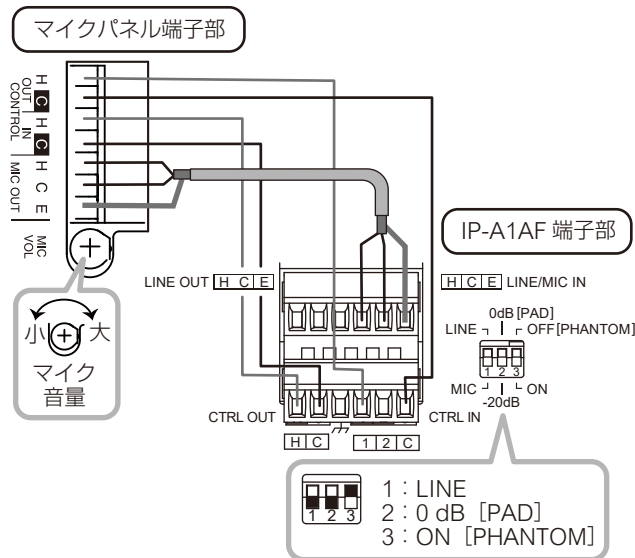 マイクパネル端子部
H C H C H C E
OUT IN
CONTROL MIC OUT
MIC
VOL
小 大
マイク
音量
IP-A1AF 端子部
LINE OUT H C E
H C E LINE/MIC IN
0dB [PAD]
LINE OFF [PHANTOM]
1 2 3
MIC ON
-20dB
CTRL OUT
CTRL IN
H C
1 2 C
1 2 3
1：LINE
2：0 dB［PAD］
3：ON［PHANTOM］